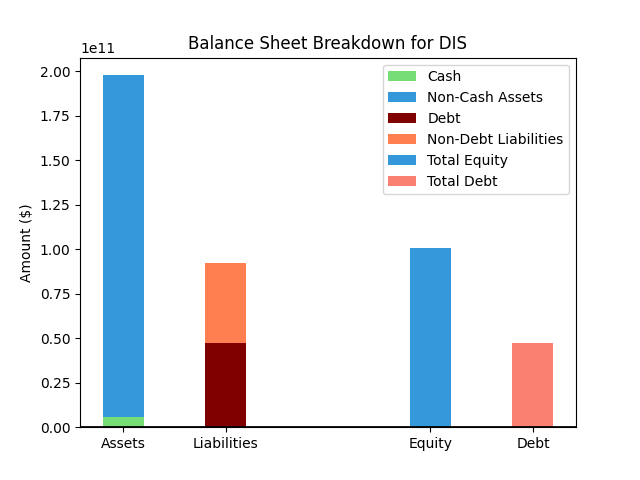 Balance Sheet Breakdown for DIS
1e11
2.00
1.75
1.50
1.25
1.00
0.75
0.50
0.25
0.00
Amount ($)
Cash
Non-Cash Assets
Debt
Non-Debt Liabilities
Total Equity
Total Debt
Assets
Liabilities
Equity
Debt